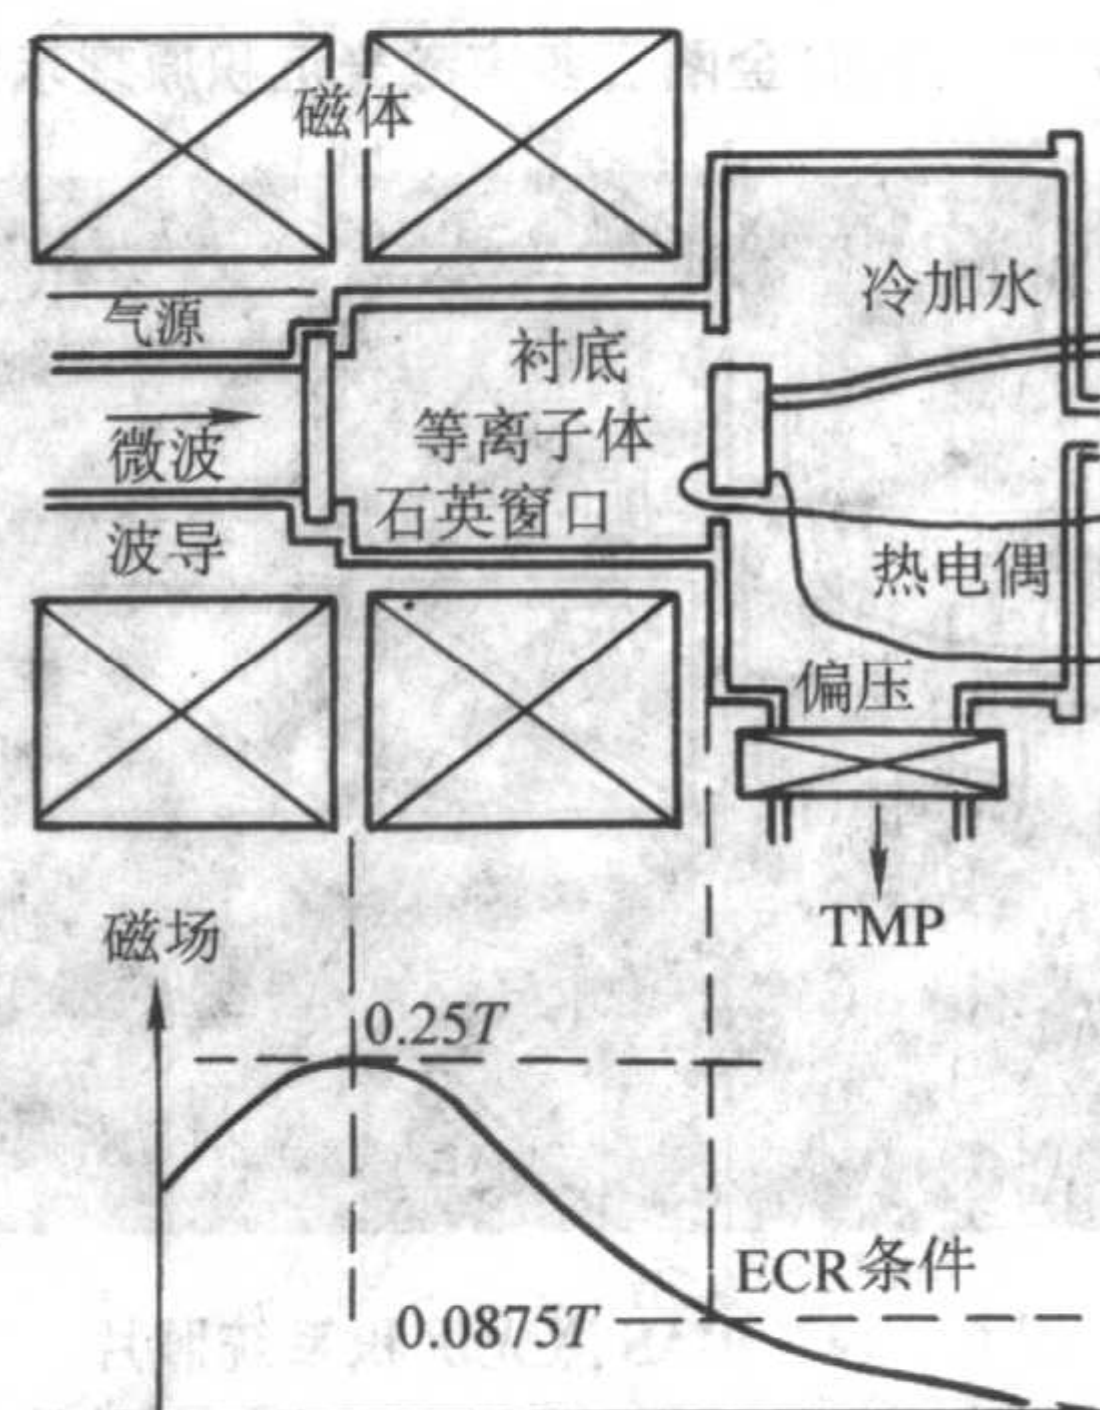 磁体
冷加水
气源
衬底
等离子体
微波
石英窗口
波导
热电偶
偏压
TMP
磁场
0.25T
ECR条件
0.0875T